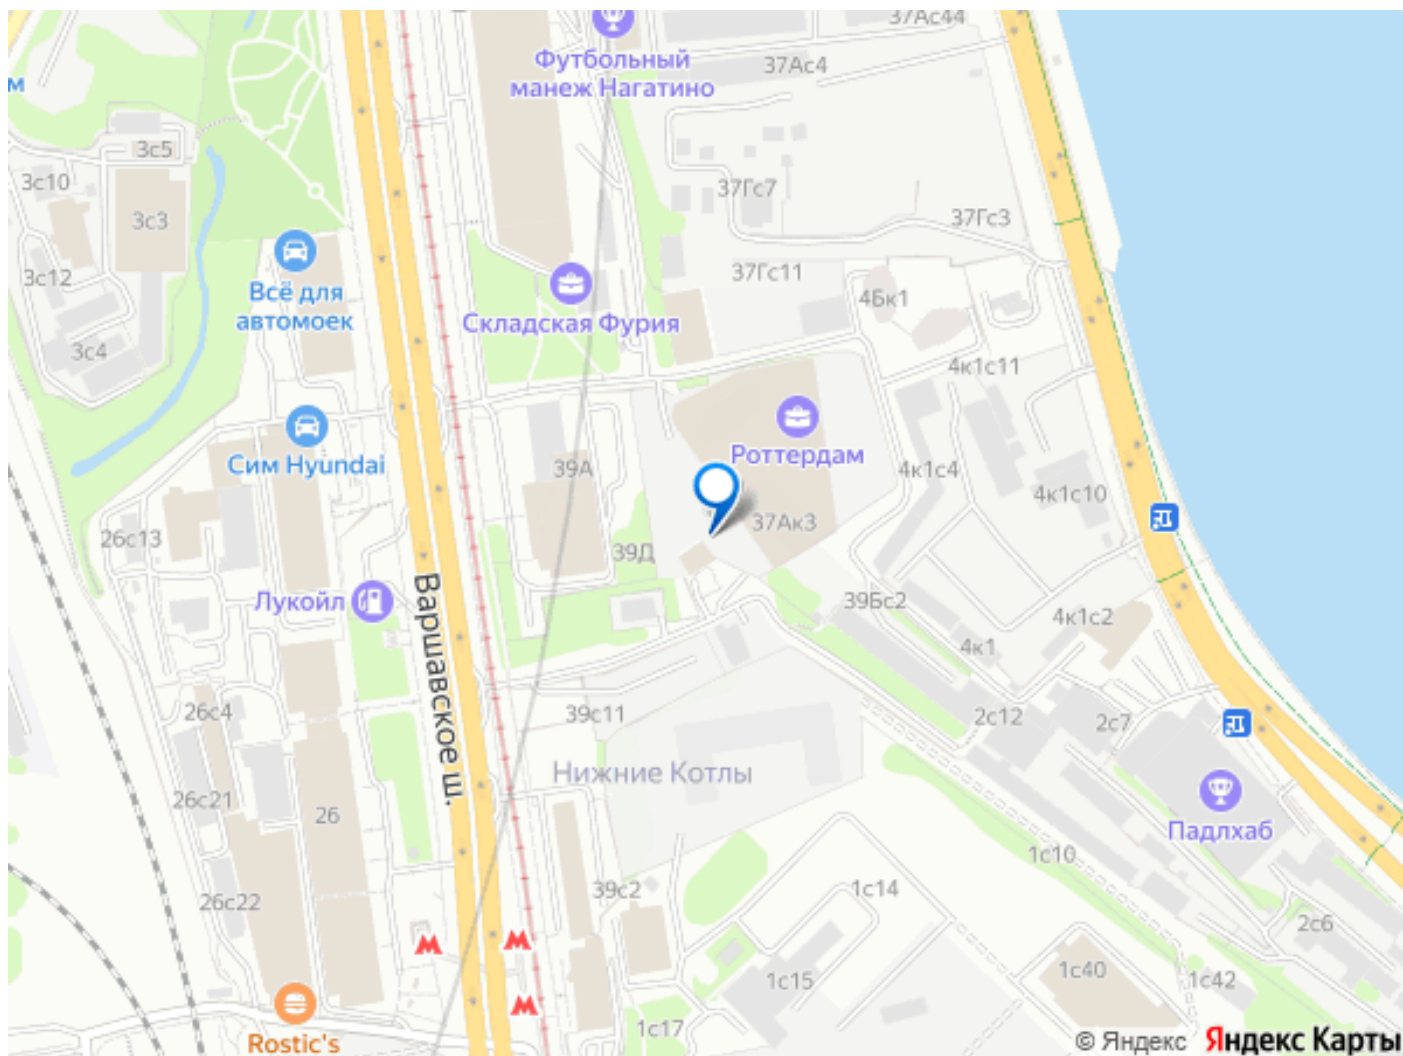 37Ас44
Футбольный
манеж Нагатино
37Ас4
м
3с5
3с10
3с3
37Гс7
37Гс3
3с12
Всё для
автомоек
37Гс11
4Бк1
Складская Фурия
3с4
4к1с11
Роттердам
Сим Hyundai
39А
4к1с4
4к1с10
37Ак3
26с13
39Д
Лукойл
Варшавское ш.
39Бс2
4к1с2
4к1
26с4
39с11
2с12
2с7
Нижние Котлы
26с21
26
Падлхаб
1с10
39с2
1с14
26с22
2с6
1с15
1с40
1с42
1с17
Rostic's
© Яндекс Яндекс Карты